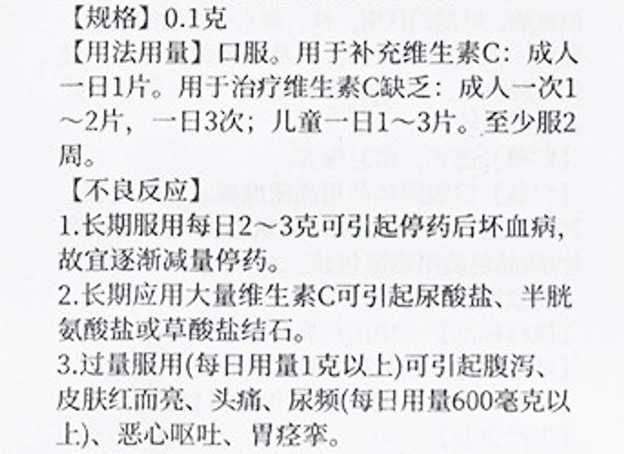 【规格】0.1克
【用法用量】口服。用于补充维生素C：成人
一日1片。用于治疗维生素C缺乏：成人一次1
～2片，一日3次；儿童一日1～3片。至少服2
周。
【不良反应】
1.长期服用每日2～3克可引起停药后坏血病，
故宜逐渐减量停药。
2.长期应用大量维生素C可引起尿酸盐、半胱
氨酸盐或草酸盐结石。
3.过量服用(每日用量1克以上)可引起腹泻、
皮肤红而亮、头痛、尿频(每日用量600毫克以
上)、恶心呕吐、胃痉挛。